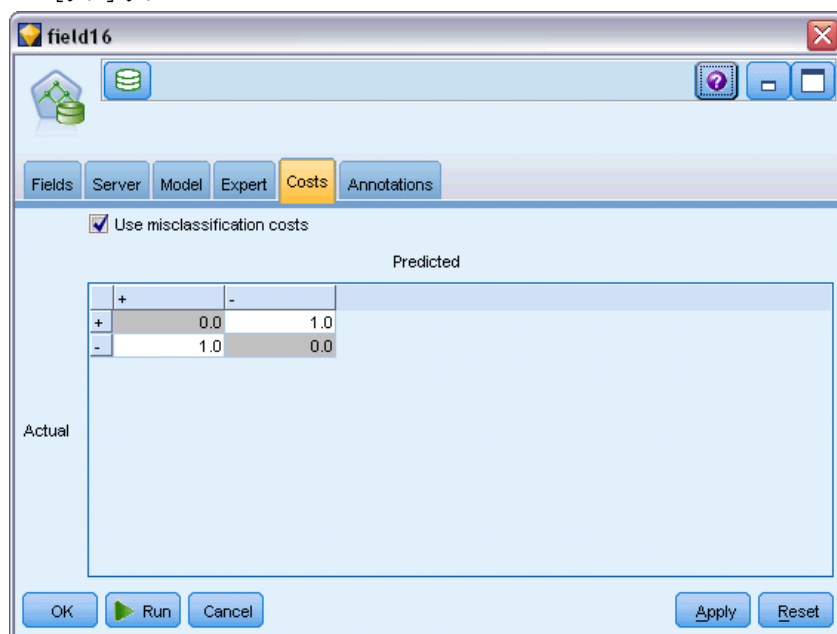 field16
Fields Server Model Expert Costs Annotations
Use misclassification costs
Predicted
+ -
+ 0.0 1.0
- 1.0 0.0
Actual
OK Run Cancel Apply Reset